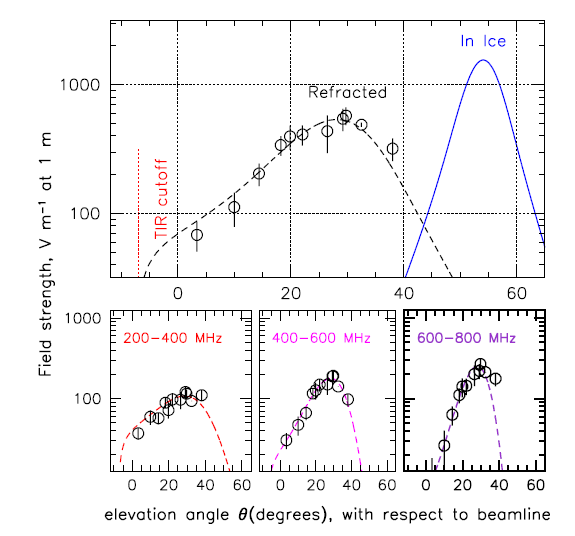 In Ice
Refracted
TIR cutoff
1000
100
0
20
40
60
Field strength, V m⁻¹ at 1 m
200−400 MHz
400−600 MHz
600−800 MHz
1000
100
0 20 40 60
0 20 40 60
0 20 40 60
elevation angle θ(degrees), with respect to beamline